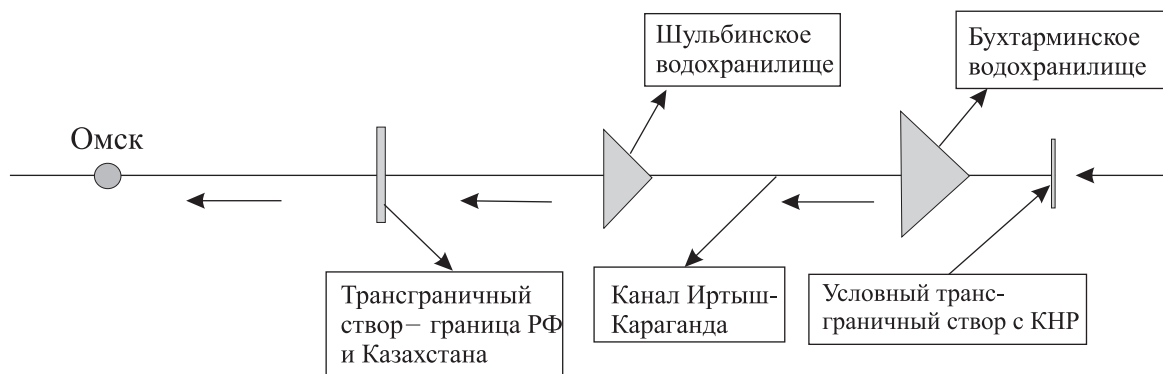 Шульбинское
водохранилище
Бухтарминское
водохранилище
Омск
Трансграничный
створ – граница РФ
и Казахстана
Канал Иртыш-
Караганда
Условный транс-
граничный створ с КНР